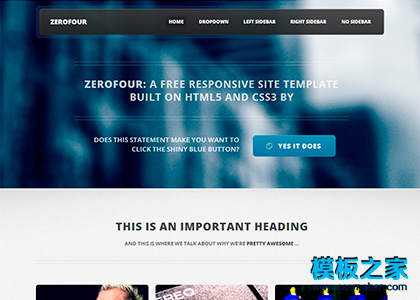 ZEROFOUR
HOME DROPDOWN LEFT SIDEBAR RIGHT SIDEBAR NO SIDEBAR
ZEROFOUR: A FREE RESPONSIVE SITE TEMPLATE
BUILT ON HTML5 AND CSS3 BY
DOES THIS STATEMENT MAKE YOU WANT TO
CLICK THE SHINY BLUE BUTTON?
YES IT DOES
THIS IS AN IMPORTANT HEADING
AND THIS IS WHERE WE TALK ABOUT WHY WE'RE PRETTY AWESOME ...
模板之家